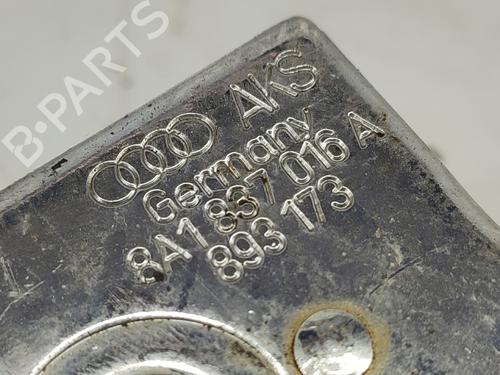 B-PARTS
AKS
Germany
8A1 837 016 A
893 173